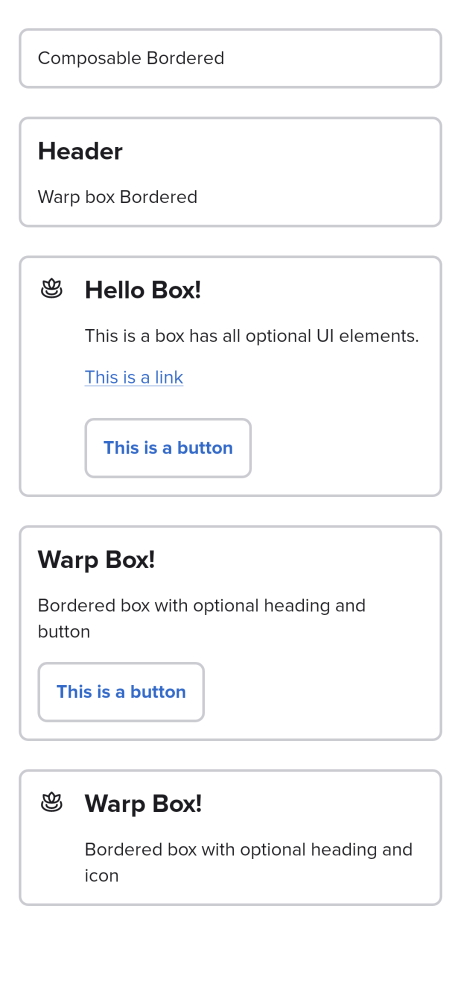 Composable Bordered
Header
Warp box Bordered
Hello Box!
This is a box has all optional UI elements.
This is a link
This is a button
Warp Box!
Bordered box with optional heading and
button
This is a button
Warp Box!
Bordered box with optional heading and
icon